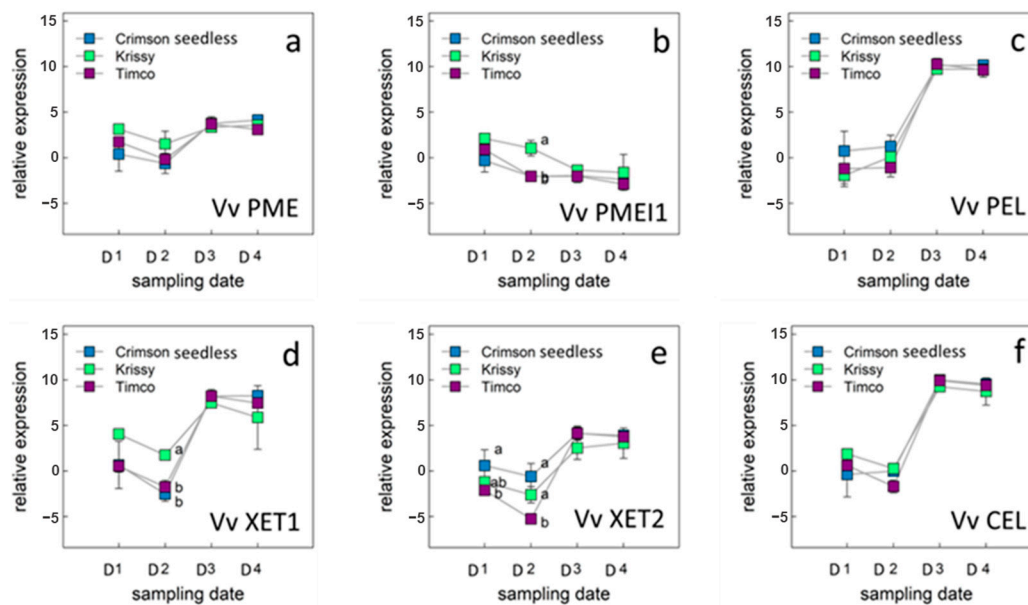 a
15
10
5
0
−5
relative expression
Crimson seedless
Krissy
Timco
Vv PME
D1 D2 D3 D4
sampling date
b
15
10
5
0
−5
relative expression
Crimson seedless
Krissy
Timco
a
b
Vv PMEI1
D1 D2 D3 D4
sampling date
c
15
10
5
0
−5
relative expression
Crimson seedless
Krissy
Timco
Vv PEL
D1 D2 D3 D4
sampling date
d
15
10
5
0
−5
relative expression
Crimson seedless
Krissy
Timco
a
b
b
Vv XET1
D1 D2 D3 D4
sampling date
e
15
10
5
0
−5
relative expression
Crimson seedless
Krissy
Timco
a
ab
b
a
a
b
Vv XET2
D1 D2 D3 D4
sampling date
f
15
10
5
0
−5
relative expression
Crimson seedless
Krissy
Timco
Vv CEL
D1 D2 D3 D4
sampling date